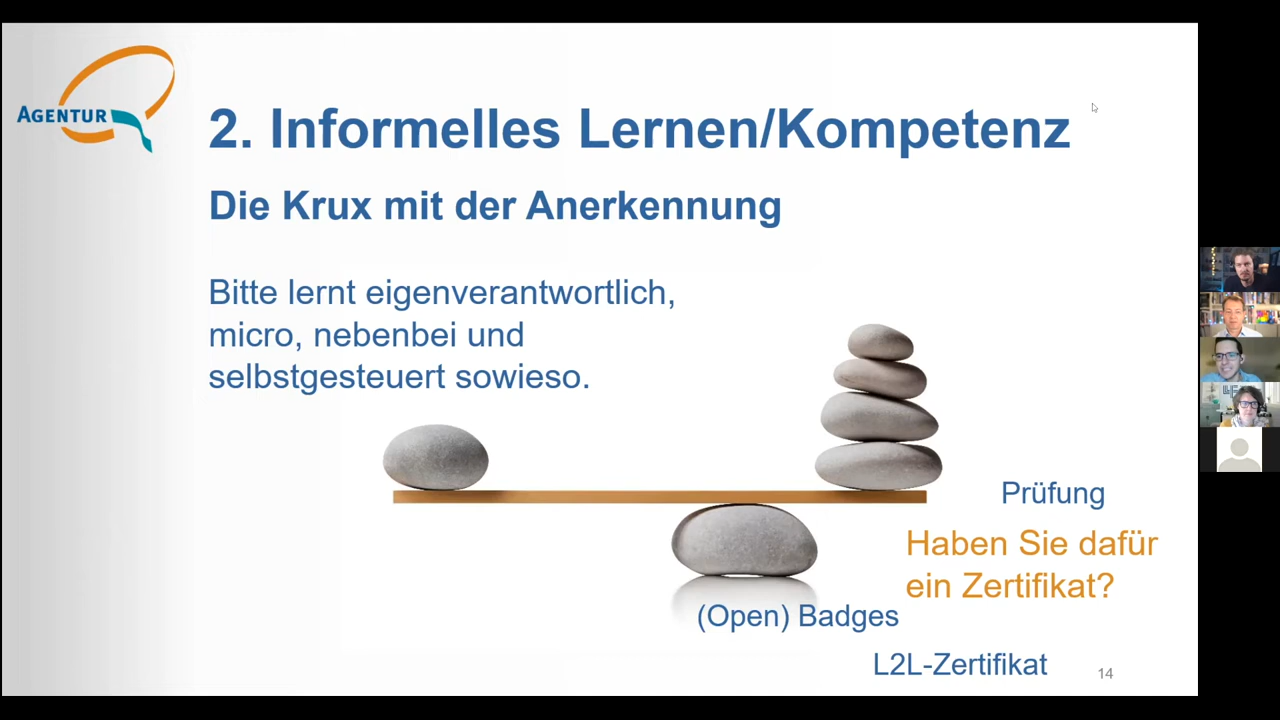 AGENTUR
2. Informelles Lernen/Kompetenz
Die Krux mit der Anerkennung
Bitte lernt eigenverantwortlich,
micro, nebenbei und
selbstgesteuert sowieso.
Prüfung
Haben Sie dafür
ein Zertifikat?
(Open) Badges
L2L-Zertifikat
14